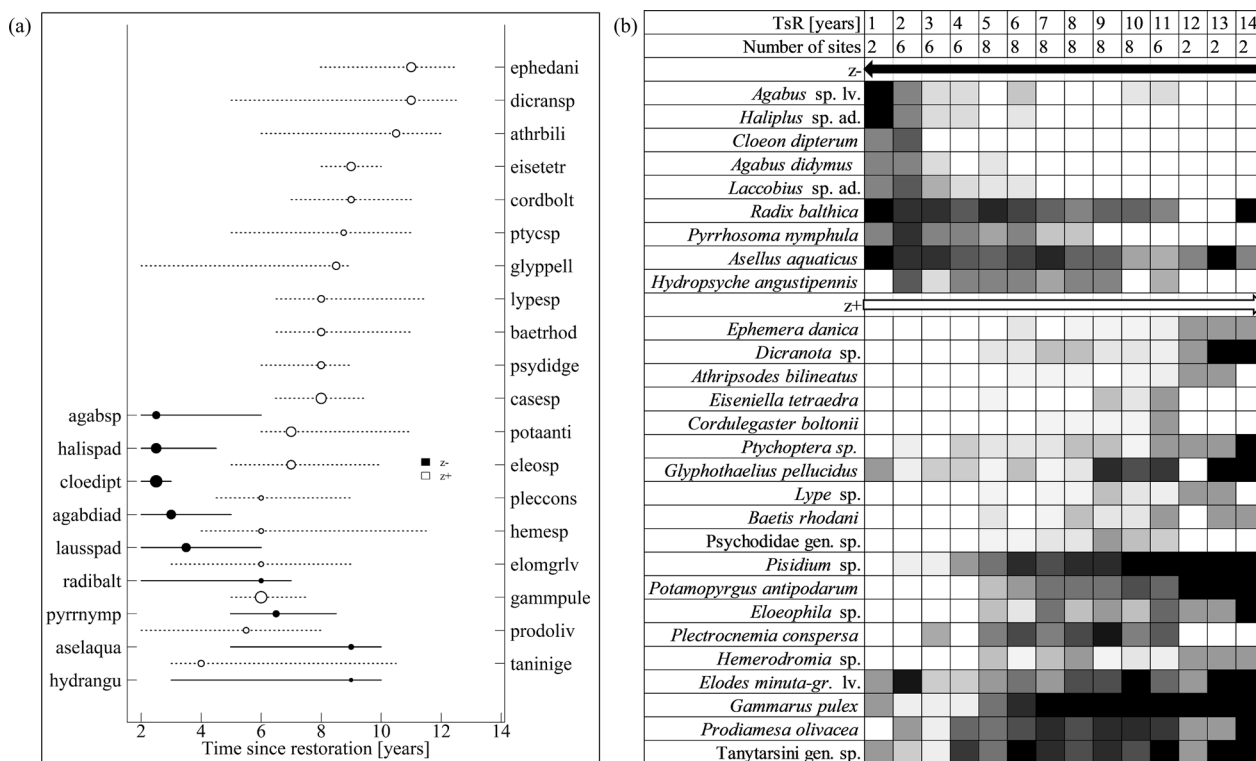 (a)
ephedani
dicransp
athrbili
eisetetr
cordbolt
ptycsp
glyppell
lypesp
baetrhod
psydidge
casesp
agabsp
potaanti
halispad
z-
eleosp
z+
cloedipt
pleccons
agabdiad
hemesp
lausspad
elomgrlv
radibalt
gammpule
pyrrnymp
prodoliv
aselaqua
taninige
hydrangu
2 4 6 8 10 12 14
Time since restoration [years]
(b)
TsR [years] 1 2 3 4 5 6 7 8 9 10 11 12 13 14
Number of sites 2 6 6 6 8 8 8 8 8 8 6 2 2 2
z-
Agabus sp. lv.
Haliplus sp. ad.
Cloeon dipterum
Agabus didymus
Laccobius sp. ad.
Radix balthica
Pyrrhosoma nymphula
Asellus aquaticus
Hydropsyche angustipennis
z+
Ephemera danica
Dicranota sp.
Athripsodes bilineatus
Eiseniella tetraedra
Cordulegaster boltonii
Ptychoptera sp.
Glyphothaelius pellucidus
Lype sp.
Baetis rhodani
Psychodidae gen. sp.
Pisidium sp.
Potamopyrgus antipodarum
Eloeophila sp.
Plectrocnemia conspersa
Hemerodromia sp.
Elodes minuta-gr. lv.
Gammarus pulex
Prodiamesa olivacea
Tanytarsini gen. sp.